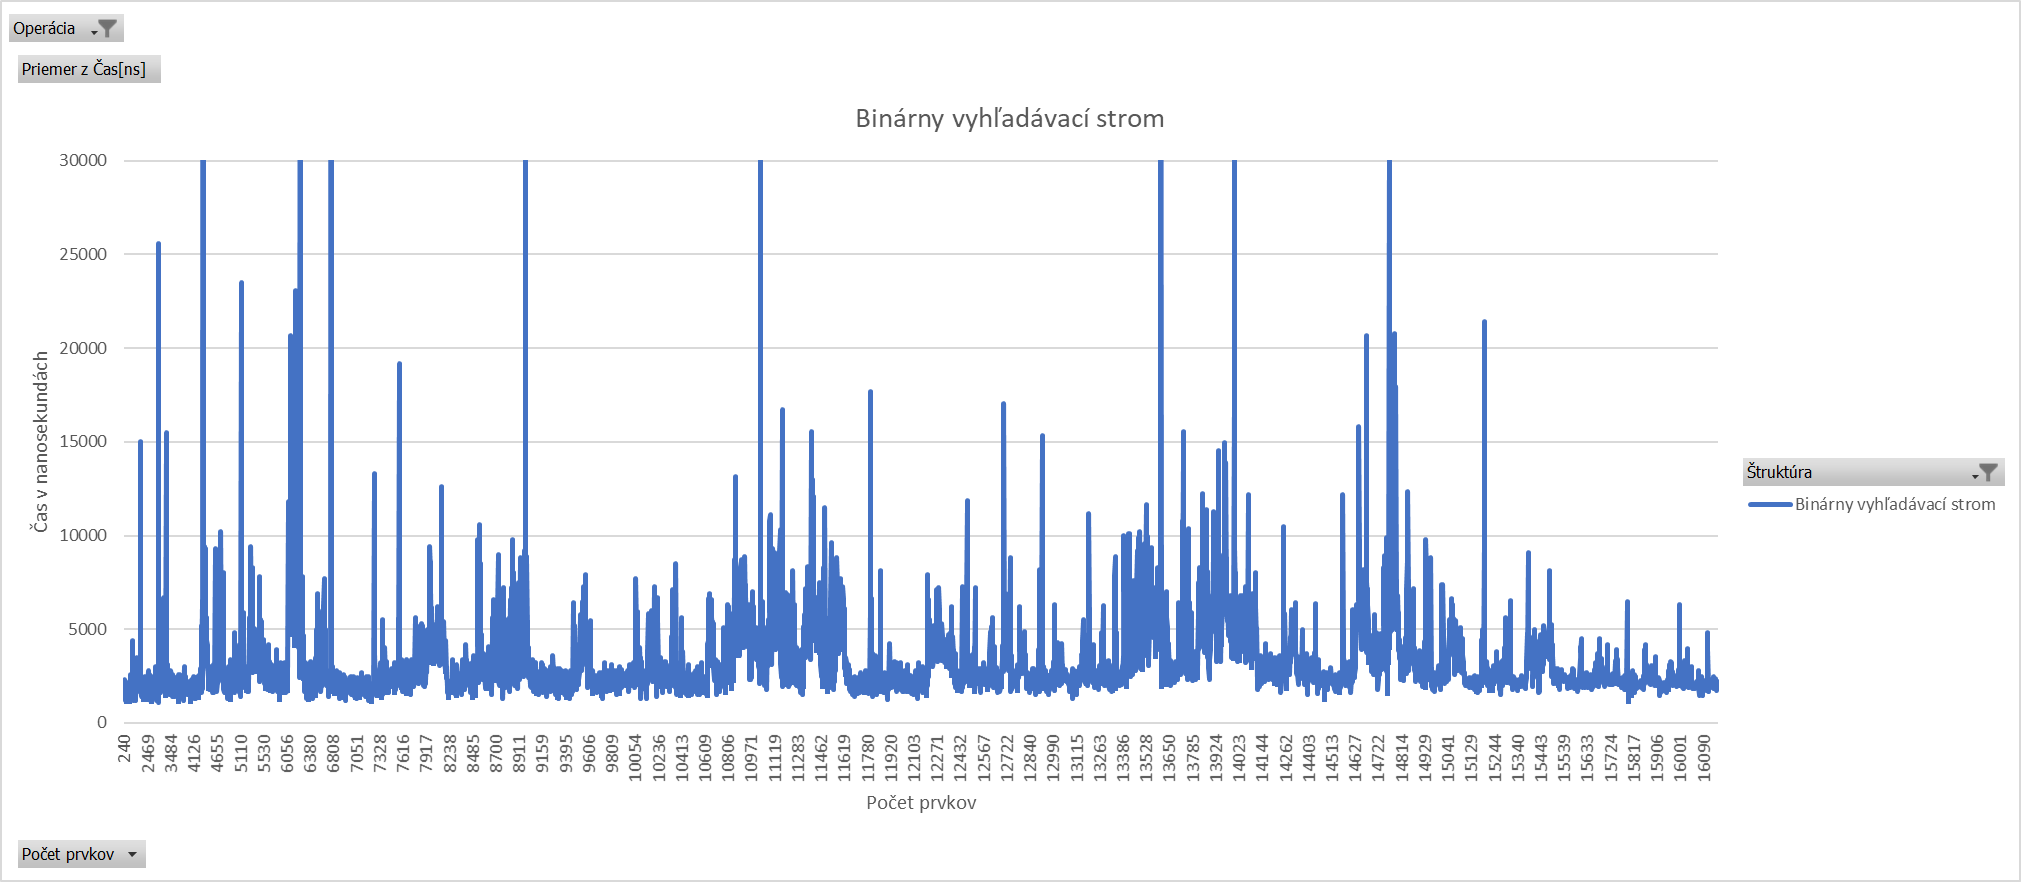 Operácia
Priemer z Čas[ns]
Binárny vyhľadávací strom
30000
25000
20000
15000
10000
5000
0
Čas v nanosekundách
240 2469 3484 4126 4655 5110 5530 6056 6380 6808 7051 7328 7616 7917 8238 8485 8700 8911 9159 9395 9606 9809 10054 10236 10413 10609 10806 10971 11119 11283 11462 11619 11780 11920 12103 12271 12432 12567 12722 12840 12990 13115 13263 13386 13528 13650 13785 13924 14023 14144 14262 14403 14513 14627 14722 14814 14929 15041 15129 15244 15340 15443 15539 15633 15724 15817 15906 16001 16090
Počet prvkov
Štruktúra
Binárny vyhľadávací strom
Počet prvkov